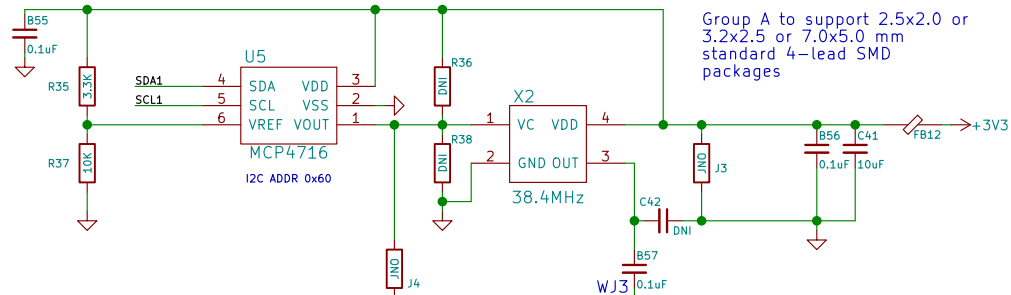 Group A to support 2.5x2.0 or
3.2x2.5 or 7.0x5.0 mm
standard 4-lead SMD
packages
B55
0.1uF
R35
3.3K
SDA1
SCL1
U5
4 SDA VDD 3
5 SCL VSS 2
6 VREF VOUT 1
MCP4716
I2C ADDR 0x60
R37
10K
R36
DNI
R38
DNI
X2
1 VC VDD 4
2 GND OUT 3
38.4MHz
JNO
J3
B56
0.1uF
C41
10uF
FB12
+3V3
C42
DNI
JNO
J4
B57
0.1uF
WJ3